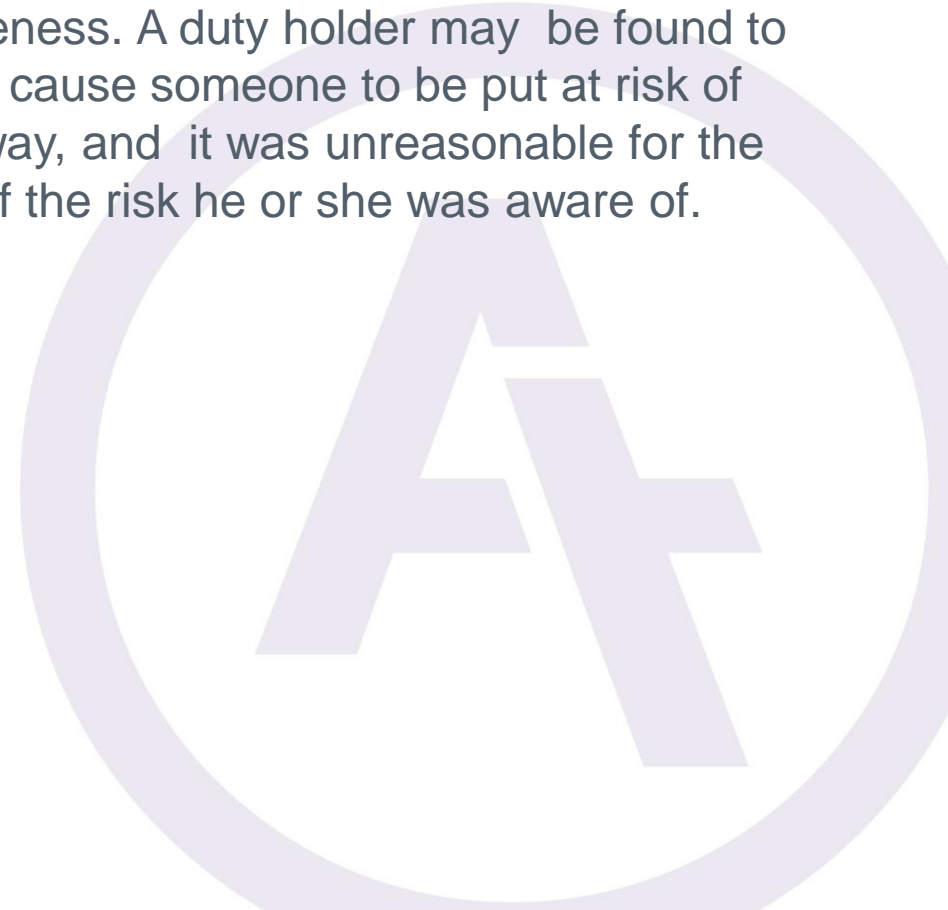 eness. A duty holder may  be found to
cause someone to be put at risk of
way, and  it was unreasonable for the
f the risk he or she was aware of.